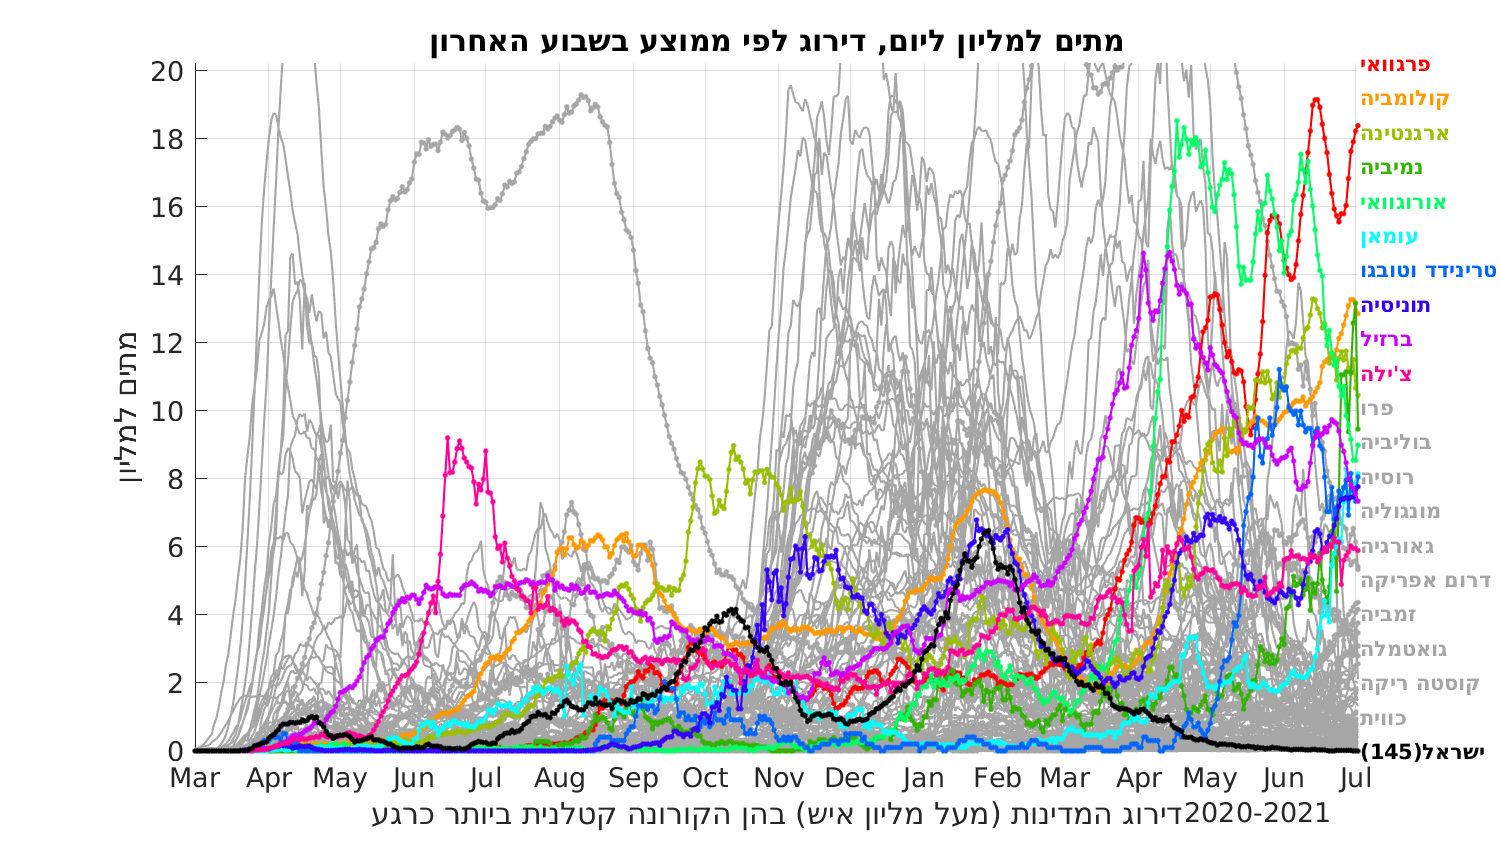 מתים למליון ליום, דירוג לפי ממוצע בשבוע האחרון
מתים למליון
20
18
16
14
12
10
8
6
4
2
0
Mar Apr May Jun Jul Aug Sep Oct Nov Dec Jan Feb Mar Apr May Jun Jul
דירוג המדינות (מעל מליון איש) בהן הקורונה קטלנית ביותר כרגע2020-2021
פרגוואי
קולומביה
ארגנטינה
נמיביה
אורוגוואי
עומאן
טרינידד וטובגו
תוניסיה
ברזיל
צ'ילה
פרו
בוליביה
רוסיה
מונגוליה
גאורגיה
דרום אפריקה
זמביה
גואטמלה
קוסטה ריקה
כווית
ישראל(145)